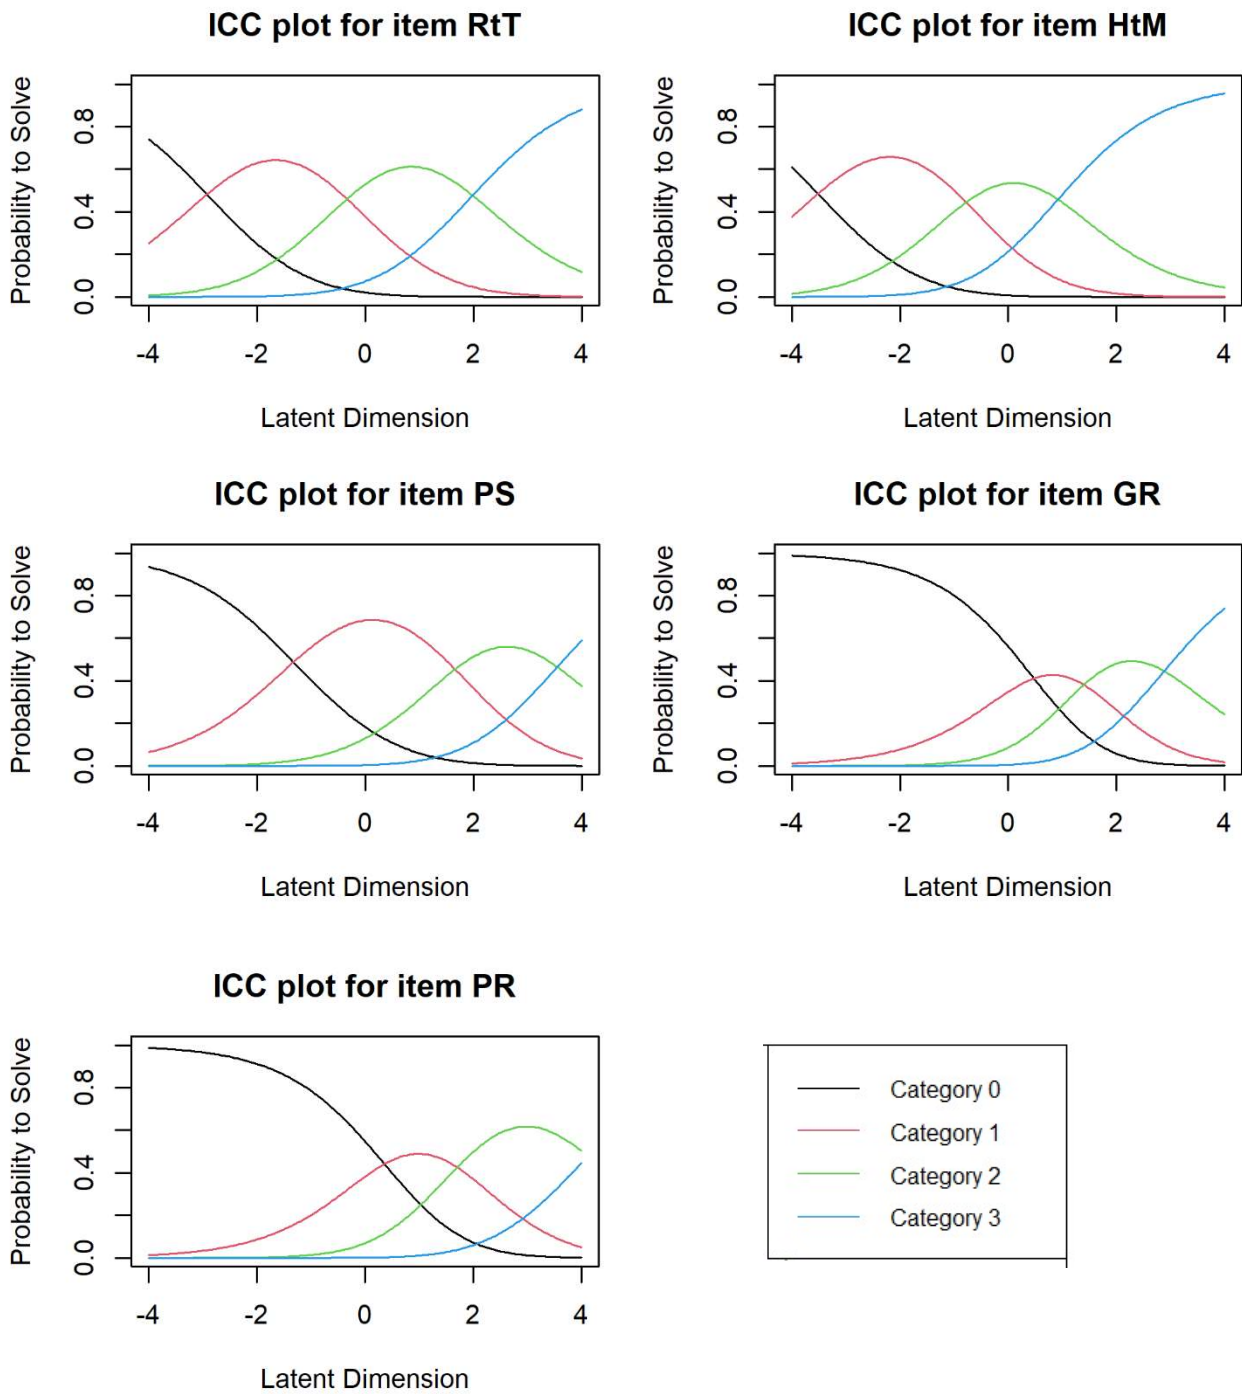 ICC plot for item RtT
ICC plot for item HtM
Probability to Solve
0.0 0.4 0.8
-4 -2 0 2 4
Latent Dimension
Probability to Solve
0.0 0.4 0.8
-4 -2 0 2 4
Latent Dimension
ICC plot for item PS
ICC plot for item GR
Probability to Solve
0.0 0.4 0.8
-4 -2 0 2 4
Latent Dimension
Probability to Solve
0.0 0.4 0.8
-4 -2 0 2 4
Latent Dimension
ICC plot for item PR
Probability to Solve
0.0 0.4 0.8
-4 -2 0 2 4
Latent Dimension
Category 0
Category 1
Category 2
Category 3